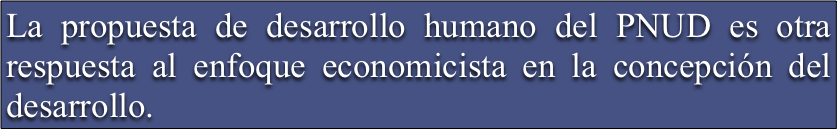 La propuesta de desarrollo humano del PNUD es otra
respuesta al enfoque economicista en la concepción del
desarrollo.